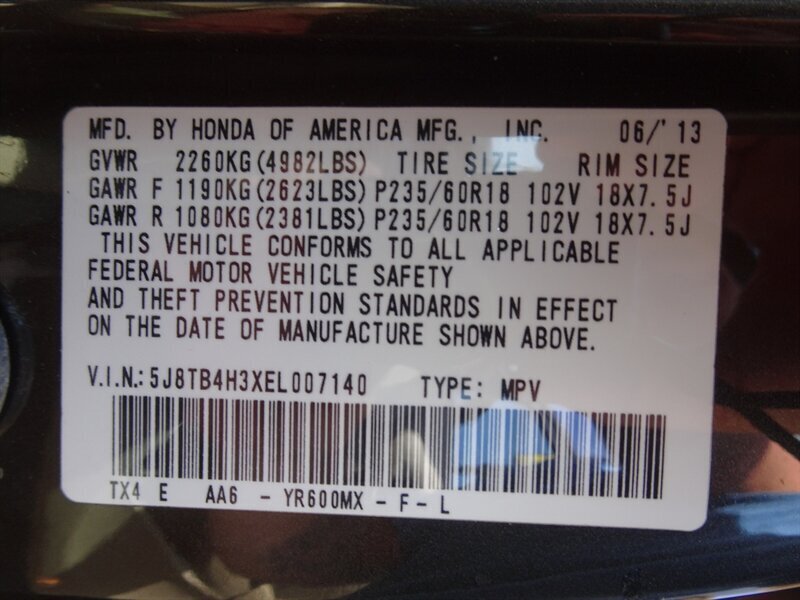 MFD. BY HONDA OF AMERICA MFG., INC. 06/'13
GVWR 2260KG(4982LBS) TIRE SIZE RIM SIZE
GAWR F 1190KG(2623LBS) P235/60R18 102V 18X7.5J
GAWR R 1080KG(2381LBS) P235/60R18 102V 18X7.5J
THIS VEHICLE CONFORMS TO ALL APPLICABLE
FEDERAL MOTOR VEHICLE SAFETY
AND THEFT PREVENTION STANDARDS IN EFFECT
ON THE DATE OF MANUFACTURE SHOWN ABOVE.
V.I.N.: 5J8TB4H3XEL007140 TYPE: MPV
TX4 E AA6 - YR600MX - F - L